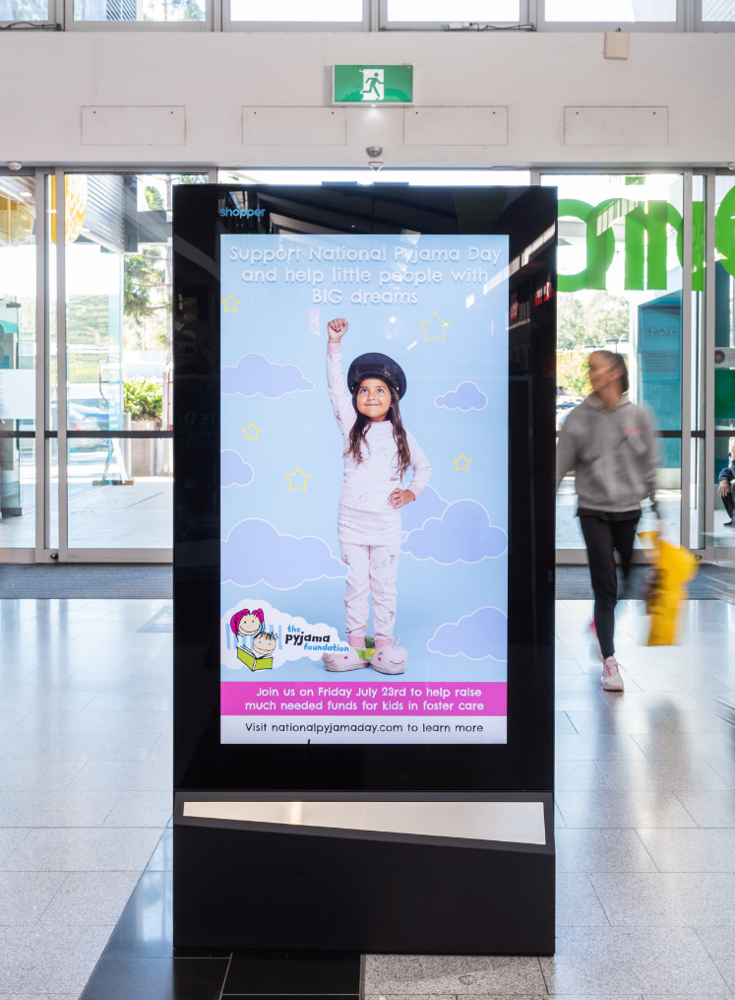 shopper
Support National Pyjama Day
and help little people with
BIG dreams
the
pyjama
foundation
Join us on Friday July 23rd to help raise
much needed funds for kids in foster care
Visit nationalpyjamaday.com to learn more